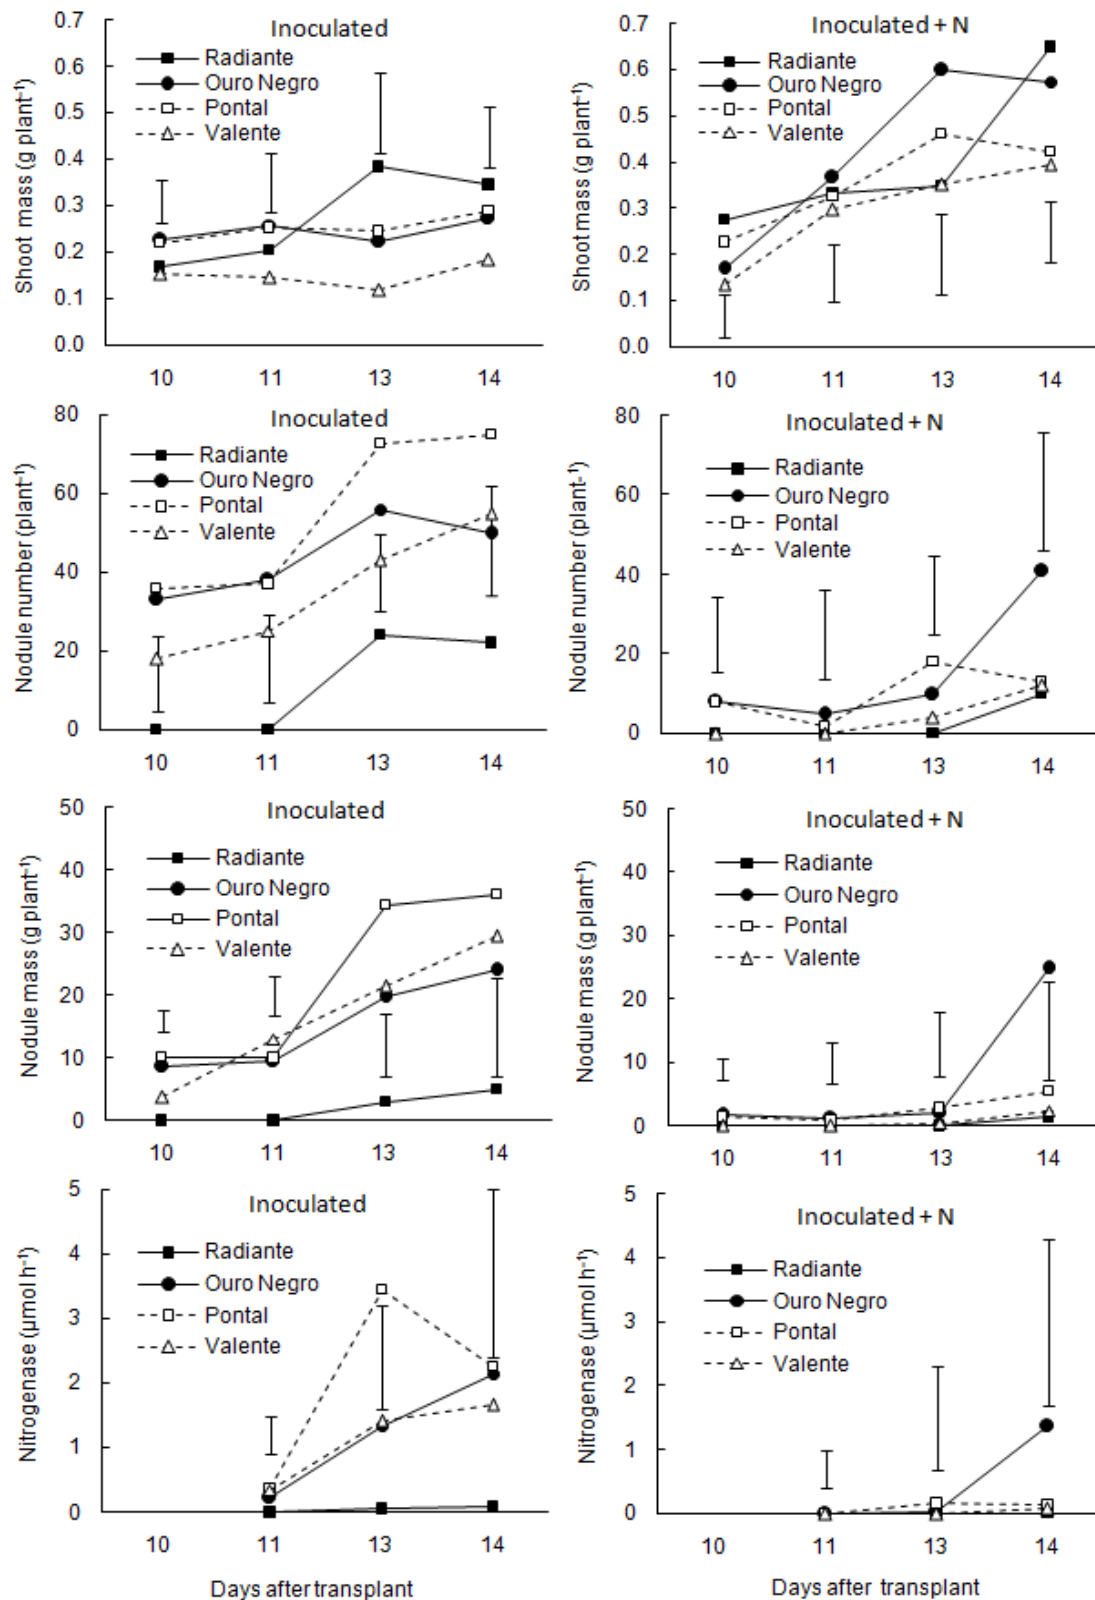 Inoculated
Shoot mass (g plant⁻¹)
0.7
0.6
0.5
0.4
0.3
0.2
0.1
0.0
Radiante
Ouro Negro
Pontal
Valente
10 11 13 14
Inoculated + N
Shoot mass (g plant⁻¹)
0.7
0.6
0.5
0.4
0.3
0.2
0.1
0.0
Radiante
Ouro Negro
Pontal
Valente
10 11 13 14
Inoculated
Nodule number (plant⁻¹)
80
60
40
20
0
Radiante
Ouro Negro
Pontal
Valente
10 11 13 14
Inoculated + N
Nodule number (plant-¹)
80
60
40
20
0
Radiante
Ouro Negro
Pontal
Valente
10 11 13 14
Inoculated
Nodule mass (g plant⁻¹)
50
40
30
20
10
0
Radiante
Ouro Negro
Pontal
Valente
10 11 13 14
Inoculated + N
Nodule mass (g plant⁻¹)
50
40
30
20
10
0
Radiante
Ouro Negro
Pontal
Valente
10 11 13 14
Inoculated
Nitrogenase (µmol h⁻¹)
5
4
3
2
1
0
Radiante
Ouro Negro
Pontal
Valente
10 11 13 14
Days after transplant
Inoculated + N
Nitrogenase (µmol h⁻¹)
5
4
3
2
1
0
Radiante
Ouro Negro
Pontal
Valente
10 11 13 14
Days after transplant